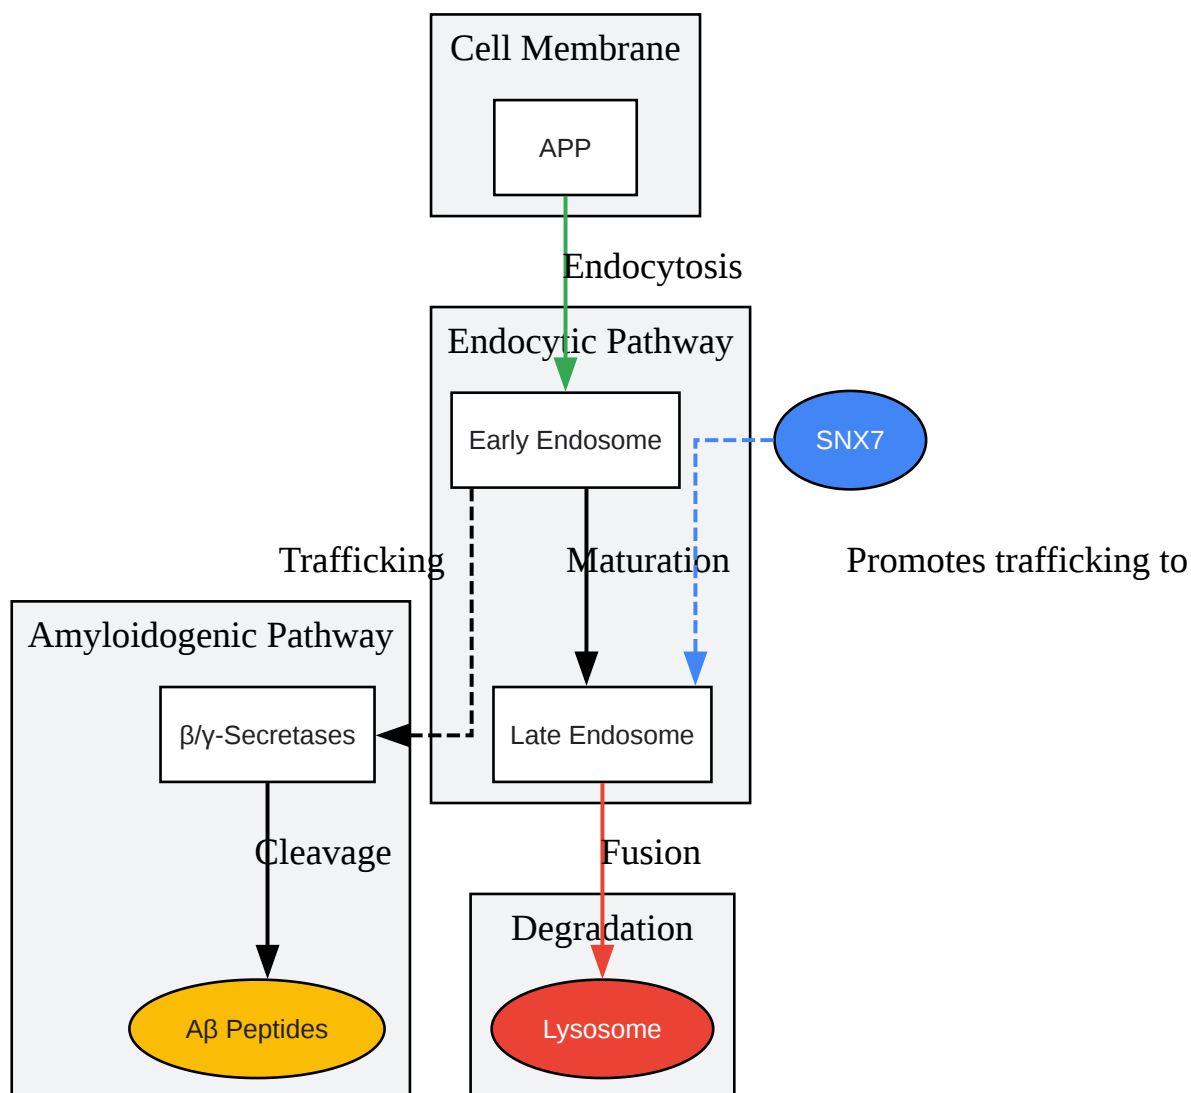 Cell Membrane
APP
Endocytosis
Endocytic Pathway
Early Endosome
SNX7
Trafficking
Maturation
Promotes trafficking to
Amyloidogenic Pathway
β/γ-Secretases
Late Endosome
Cleavage
Fusion
Degradation
Aβ Peptides
Lysosome